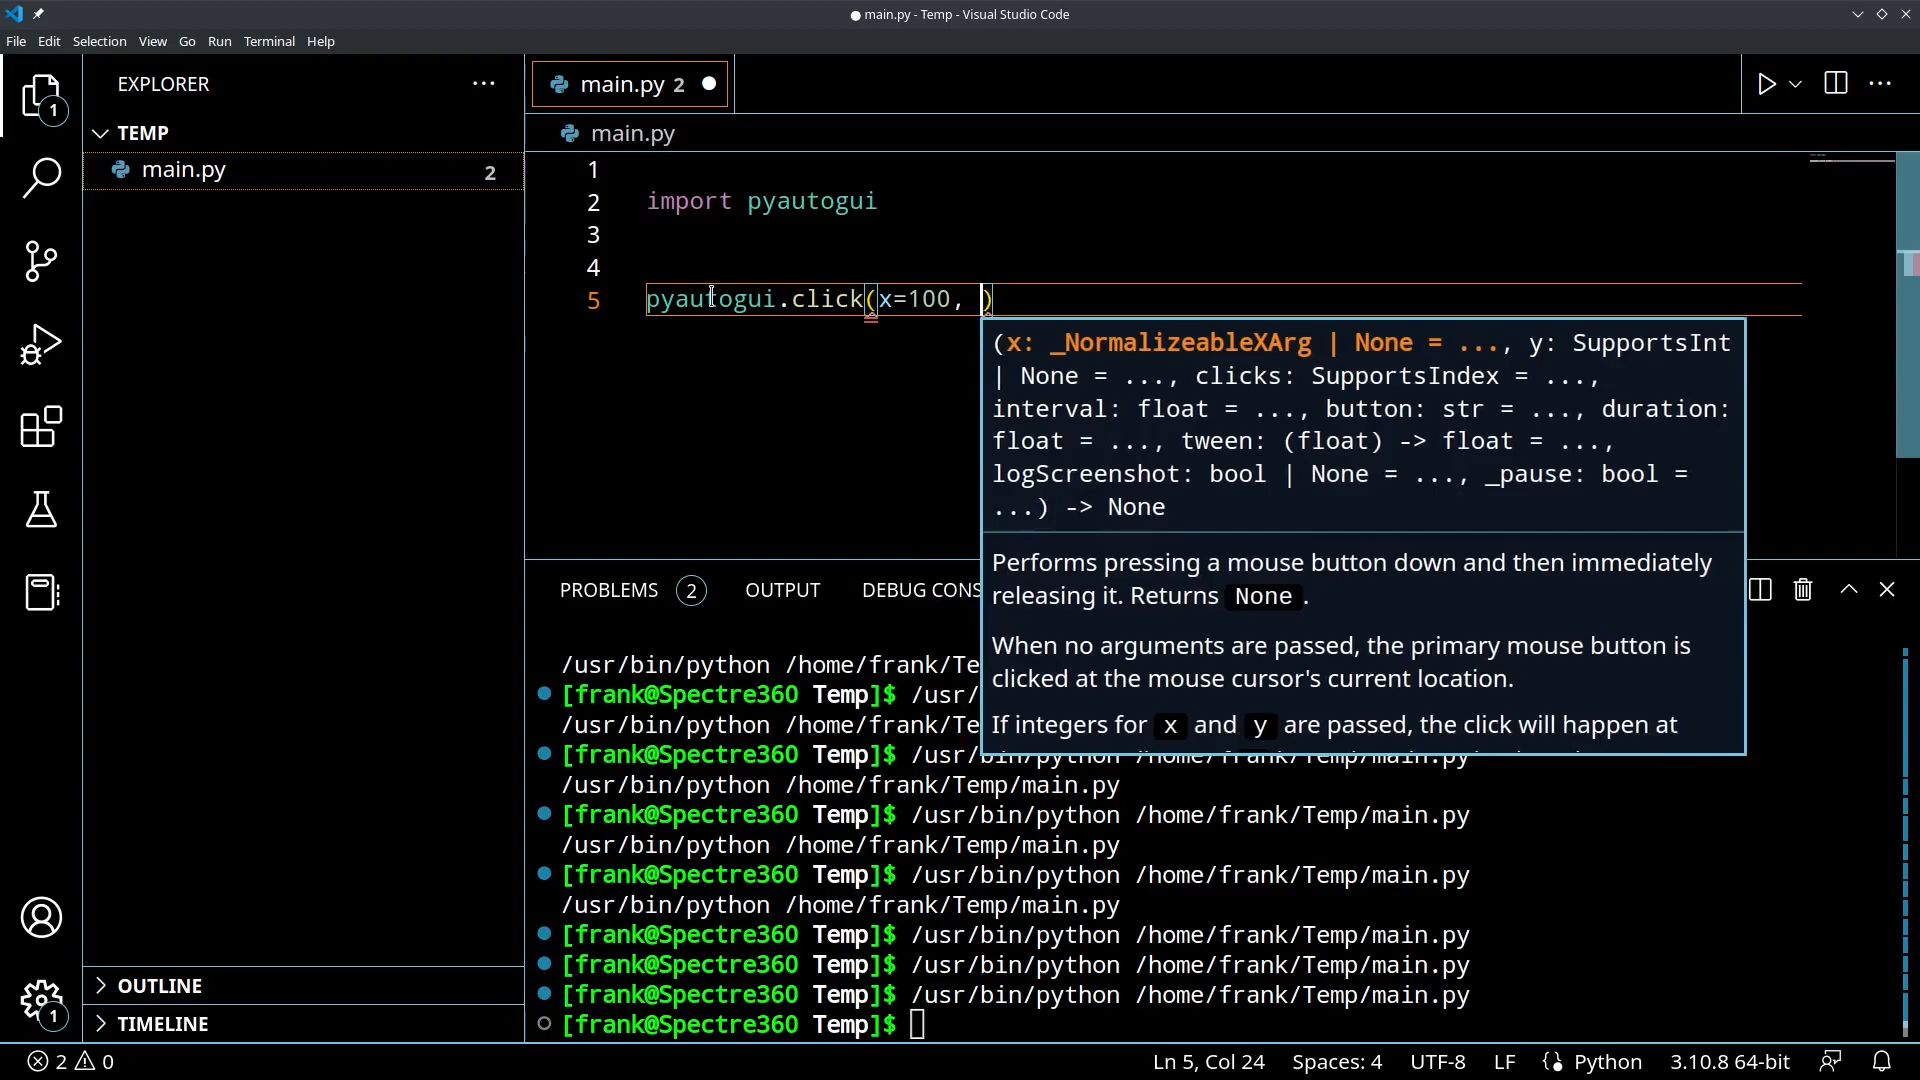 main.py - Temp - Visual Studio Code
File Edit Selection View Go Run Terminal Help
EXPLORER
TEMP
main.py 2
1
main.py 2
main.py
1
2 import pyautogui
3
4
5 pyautogui.click(x=100, )
(x: _NormalizeableXArg | None = ..., y: SupportsInt
| None = ..., clicks: SupportsIndex = ...,
interval: float = ..., button: str = ..., duration:
float = ..., tween: (float) -> float = ...,
logScreenshot: bool | None = ..., _pause: bool =
...) -> None
Performs pressing a mouse button down and then immediately
releasing it. Returns None.
When no arguments are passed, the primary mouse button is
clicked at the mouse cursor's current location.
If integers for x and y are passed, the click will happen at
PROBLEMS 2 OUTPUT DEBUG CONS
/usr/bin/python /home/frank/Te
[frank@Spectre360 Temp]$ /usr/
/usr/bin/python /home/frank/Te
[frank@Spectre360 Temp]$ /usr/bin/python /home/frank/Temp/main.py
/usr/bin/python /home/frank/Temp/main.py
[frank@Spectre360 Temp]$ /usr/bin/python /home/frank/Temp/main.py
/usr/bin/python /home/frank/Temp/main.py
[frank@Spectre360 Temp]$ /usr/bin/python /home/frank/Temp/main.py
/usr/bin/python /home/frank/Temp/main.py
[frank@Spectre360 Temp]$ /usr/bin/python /home/frank/Temp/main.py
[frank@Spectre360 Temp]$ /usr/bin/python /home/frank/Temp/main.py
[frank@Spectre360 Temp]$ /usr/bin/python /home/frank/Temp/main.py
[frank@Spectre360 Temp]$
OUTLINE
TIMELINE
1
2 0
Ln 5, Col 24 Spaces: 4 UTF-8 LF Python 3.10.8 64-bit